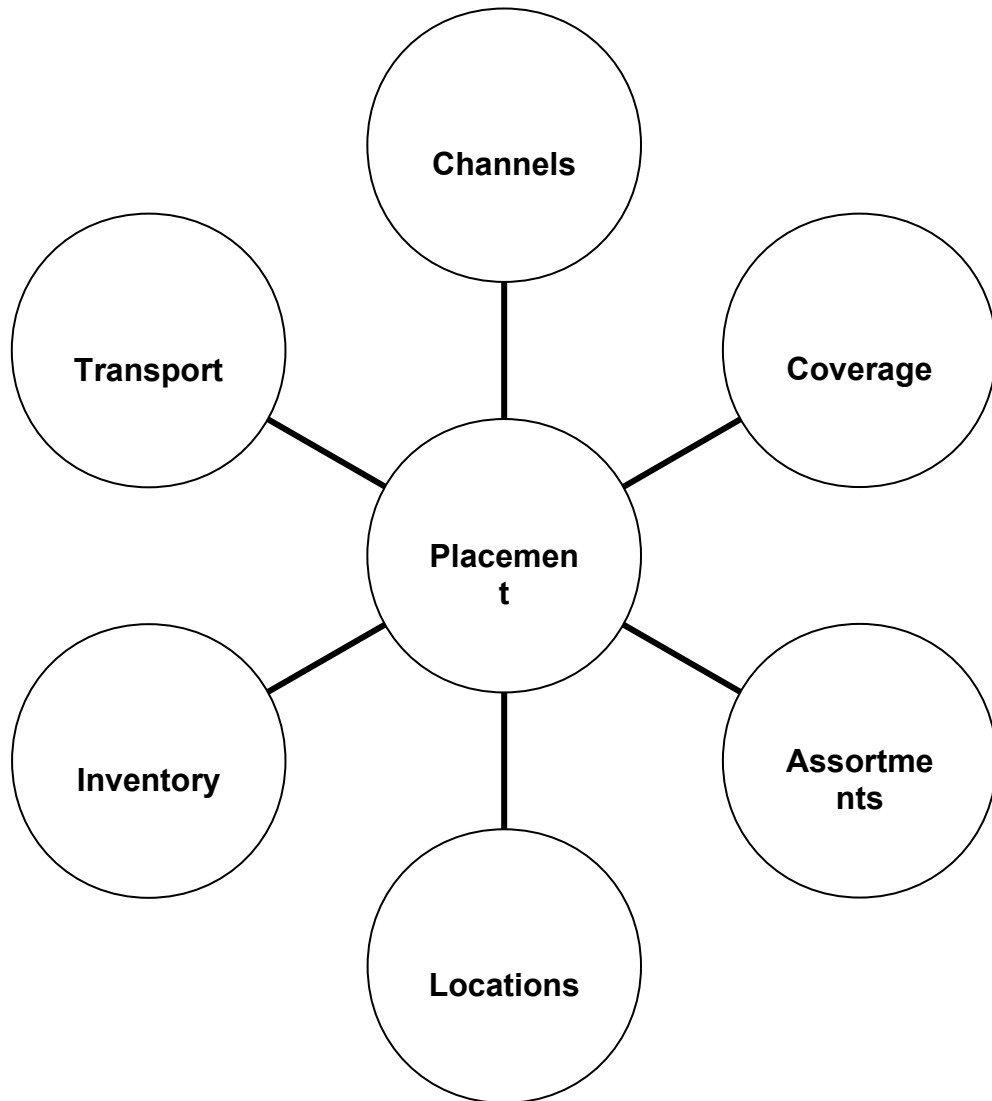 Channels
Transport
Coverage
Placemen
t
Inventory
Assortme
nts
Locations